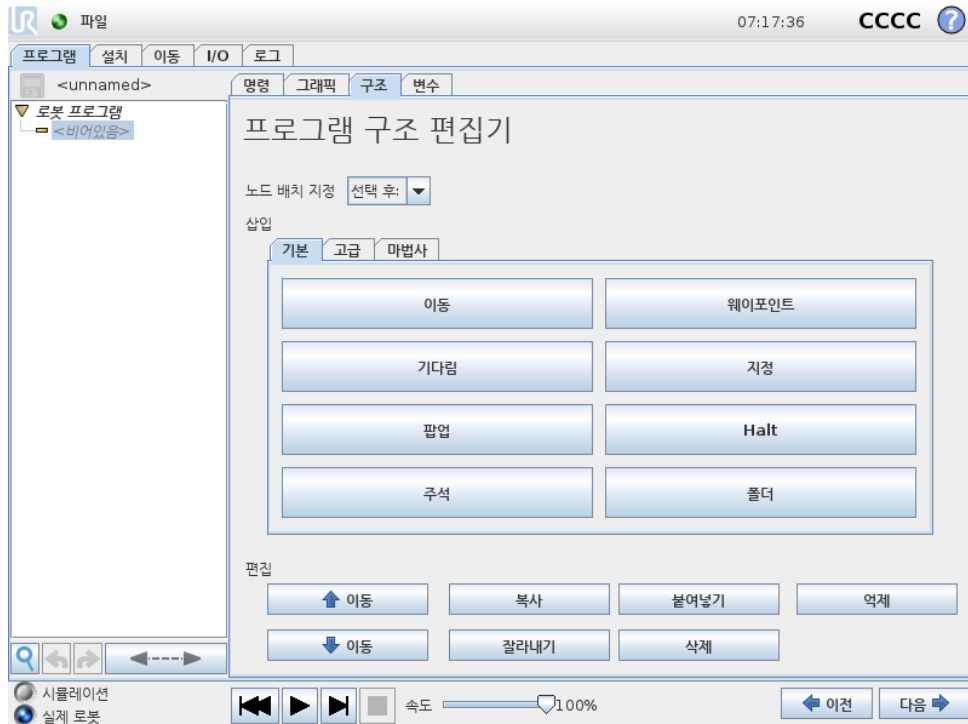 UR 파일 07:17:36 CCCC ?
프로그램 설치 이동 I/O 로그
<unnamed> 명령 그래픽 구조 변수
로봇 프로그램
<비어있음>
프로그램 구조 편집기
노드 배치 지정 선택 후:
삽입
기본 고급 마법사
이동 웨이포인트
기다림 지정
팝업 Halt
주석 폴더
편집
이동 복사 붙여넣기 억제
이동 잘라내기 삭제
시뮬레이션
실제 로봇
속도 100% 이전 다음